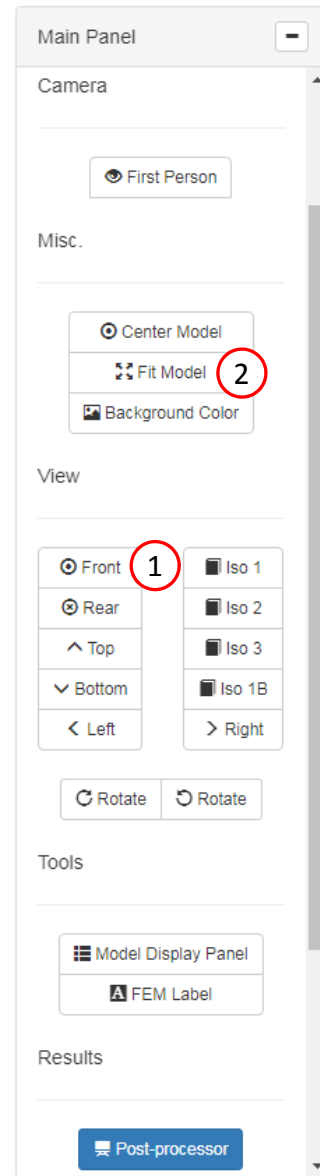 Main Panel
Camera
First Person
Misc.
Center Model
Fit Model 2
Background Color
View
Front 1 Iso 1
Rear Iso 2
Top Iso 3
Bottom Iso 1B
Left Right
Rotate Rotate
Tools
Model Display Panel
A FEM Label
Results
Post-processor